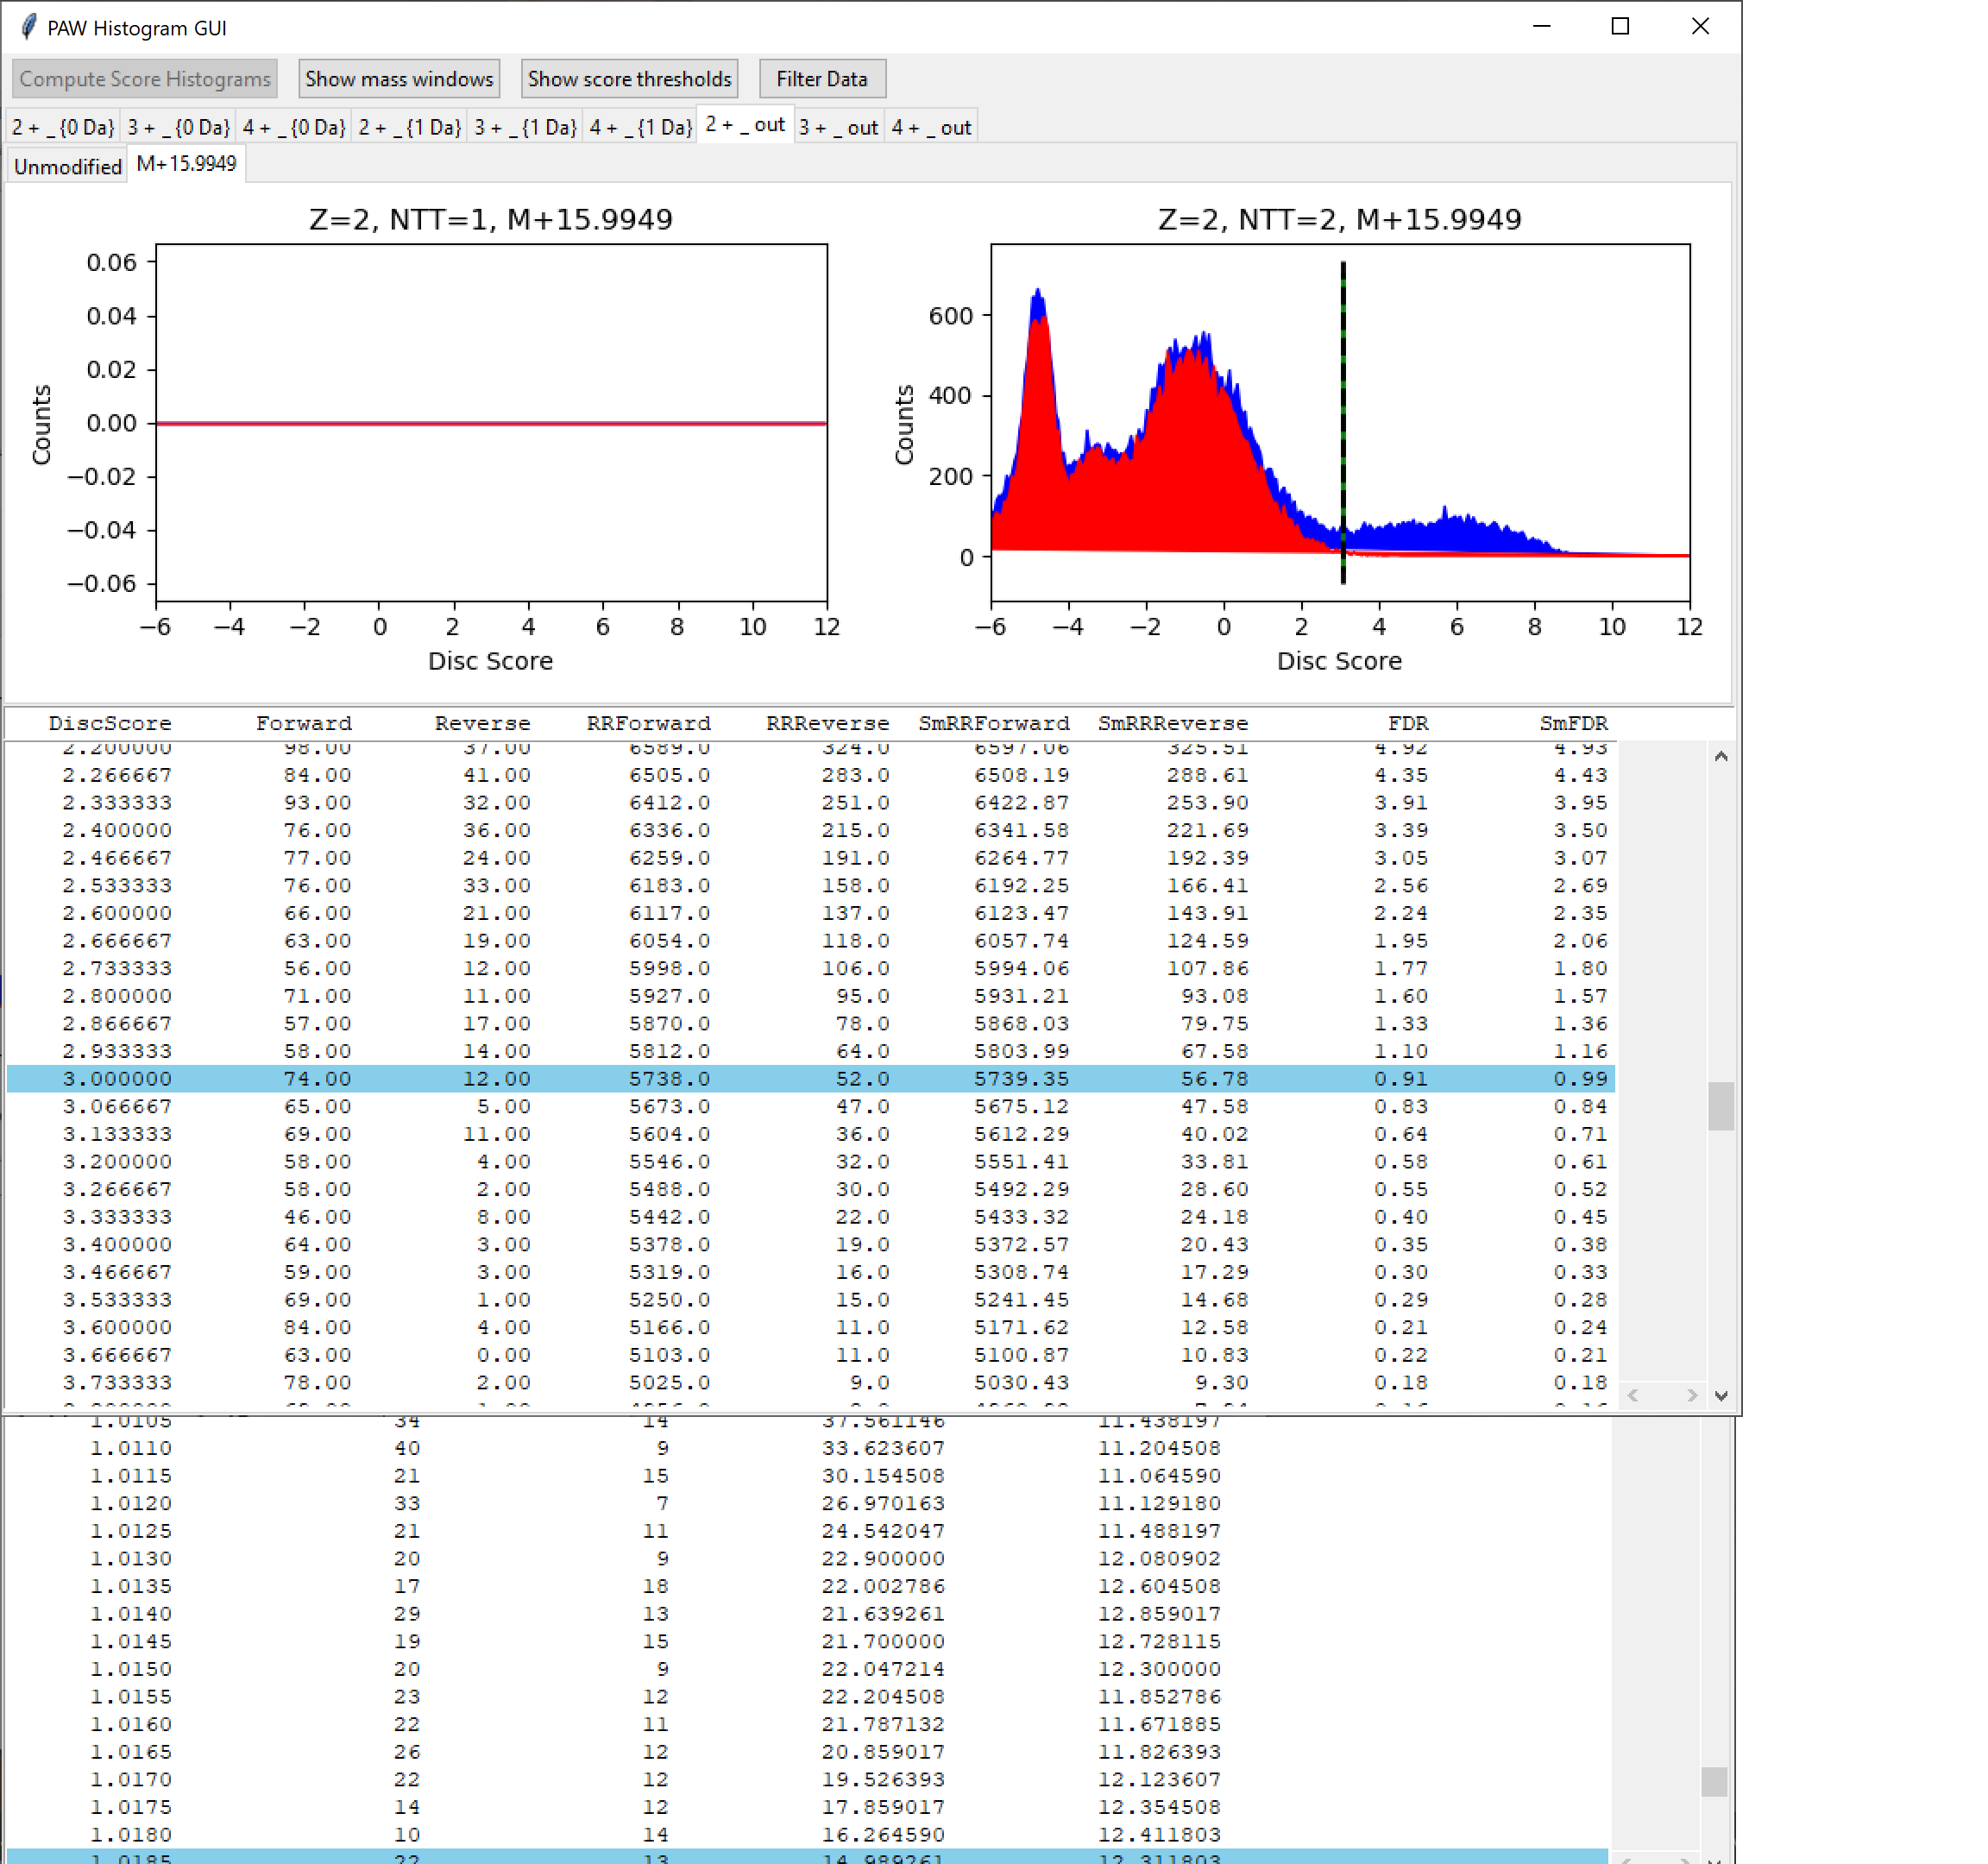 PAW Histogram GUI
Compute Score Histograms Show mass windows Show score thresholds Filter Data
2 + _ {0 Da} 3 + _ {0 Da} 4 + _ {0 Da} 2 + _ {1 Da} 3 + _ {1 Da} 4 + _ {1 Da} 2 + _ out 3 + _ out 4 + _ out
Unmodified M+15.9949
Z=2, NTT=1, M+15.9949
0.06
0.04
0.02
0.00
−0.02
−0.04
−0.06
Counts
−6 −4 −2 0 2 4 6 8 10 12
Disc Score
Z=2, NTT=2, M+15.9949
600
400
200
0
Counts
−6 −4 −2 0 2 4 6 8 10 12
Disc Score
DiscScore Forward Reverse RRForward RRReverse SmRRForward SmRRReverse FDR SmFDR
2.200000 98.00 37.00 6589.0 324.0 6597.06 325.51 4.92 4.93
2.266667 84.00 41.00 6505.0 283.0 6508.19 288.61 4.35 4.43
2.333333 93.00 32.00 6412.0 251.0 6422.87 253.90 3.91 3.95
2.400000 76.00 36.00 6336.0 215.0 6341.58 221.69 3.39 3.50
2.466667 77.00 24.00 6259.0 191.0 6264.77 192.39 3.05 3.07
2.533333 76.00 33.00 6183.0 158.0 6192.25 166.41 2.56 2.69
2.600000 66.00 21.00 6117.0 137.0 6123.47 143.91 2.24 2.35
2.666667 63.00 19.00 6054.0 118.0 6057.74 124.59 1.95 2.06
2.733333 56.00 12.00 5998.0 106.0 5994.06 107.86 1.77 1.80
2.800000 71.00 11.00 5927.0 95.0 5931.21 93.08 1.60 1.57
2.866667 57.00 17.00 5870.0 78.0 5868.03 79.75 1.33 1.36
2.933333 58.00 14.00 5812.0 64.0 5803.99 67.58 1.10 1.16
3.000000 74.00 12.00 5738.0 52.0 5739.35 56.78 0.91 0.99
3.066667 65.00 5.00 5673.0 47.0 5675.12 47.58 0.83 0.84
3.133333 69.00 11.00 5604.0 36.0 5612.29 40.02 0.64 0.71
3.200000 58.00 4.00 5546.0 32.0 5551.41 33.81 0.58 0.61
3.266667 58.00 2.00 5488.0 30.0 5492.29 28.60 0.55 0.52
3.333333 46.00 8.00 5442.0 22.0 5433.32 24.18 0.40 0.45
3.400000 64.00 3.00 5378.0 19.0 5372.57 20.43 0.35 0.38
3.466667 59.00 3.00 5319.0 16.0 5308.74 17.29 0.30 0.33
3.533333 69.00 1.00 5250.0 15.0 5241.45 14.68 0.29 0.28
3.600000 84.00 4.00 5166.0 11.0 5171.62 12.58 0.21 0.24
3.666667 63.00 0.00 5103.0 11.0 5100.87 10.83 0.22 0.21
3.733333 78.00 2.00 5025.0 9.0 5030.43 9.30 0.18 0.18
1.0105 34 14 37.561146 11.438197
1.0110 40 9 33.623607 11.204508
1.0115 21 15 30.154508 11.064590
1.0120 33 7 26.970163 11.129180
1.0125 21 11 24.542047 11.488197
1.0130 20 9 22.900000 12.080902
1.0135 17 18 22.002786 12.604508
1.0140 29 13 21.639261 12.859017
1.0145 19 15 21.700000 12.728115
1.0150 20 9 22.047214 12.300000
1.0155 23 12 22.204508 11.852786
1.0160 22 11 21.787132 11.671885
1.0165 26 12 20.859017 11.826393
1.0170 22 12 19.526393 12.123607
1.0175 14 12 17.859017 12.354508
1.0180 10 14 16.264590 12.411803
1.0185 22 13 14.989261 12.311803